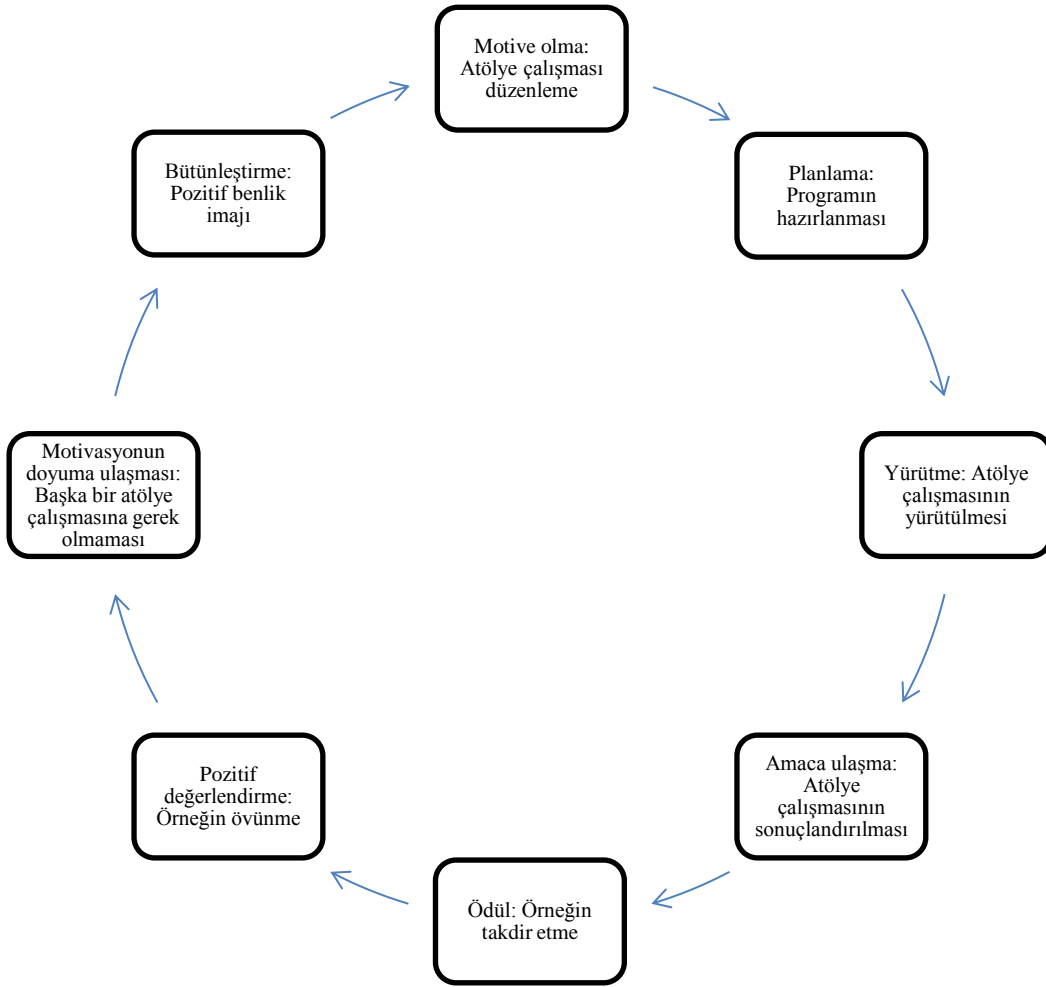 Motive olma:
Atölye çalışması
düzenleme
Planlama:
Programın
hazırlanması
Yürütme: Atölye
çalışmasının
yürütülmesi
Amaca ulaşma:
Atölye
çalışmasının
sonuçlandırılması
Ödül: Örneğin
takdir etme
Pozitif
değerlendirme:
Örneğin övünme
Motivasyonun
doyuma ulaşması:
Başka bir atölye
çalışmasına gerek
olmaması
Bütünleştirme:
Pozitif benlik
imajı